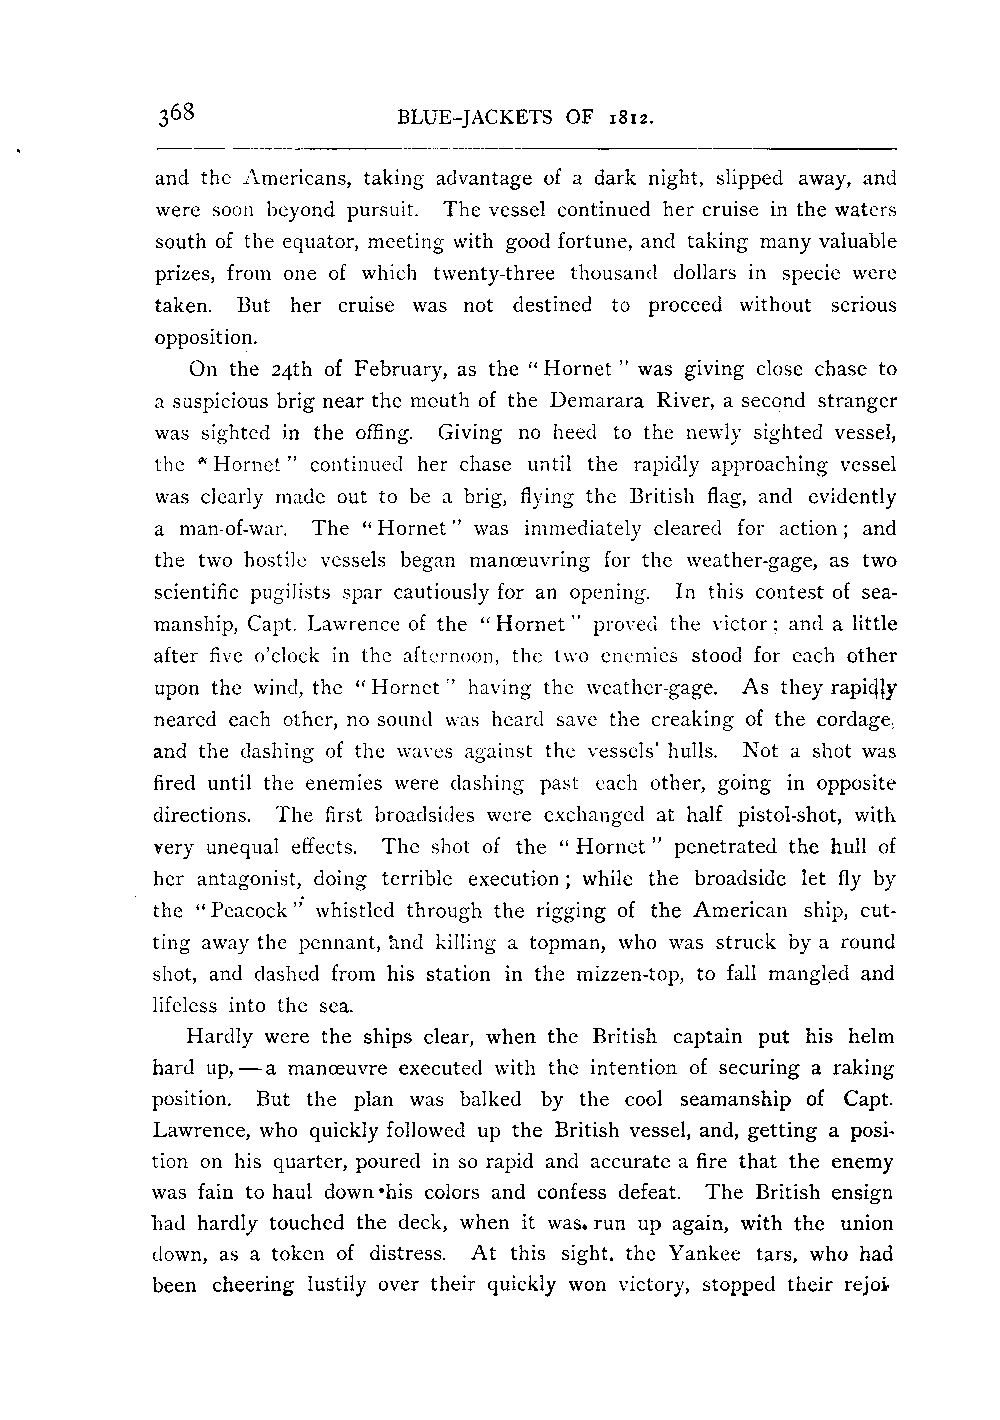 368 BLUE-JACKETS OF 1812.
and the Americans, taking advantage of a dark night, slipped away, and
were soon beyond pursuit. The vessel continued her cruise in the waters
south of the equator, meeting with good fortune, and taking many valuable
prizes, from one of which twenty-three thousand dollars in specie were
taken. But her cruise was not destined to proceed without serious
opposition.
On the 24th of February, as the "Hornet" was giving close chase to
a suspicious brig near the mouth of the Demarara River, a second stranger
was sighted in the offing. Giving no heed to the newly sighted vessel,
the "Hornet" continued her chase until the rapidly approaching vessel
was clearly made out to be a brig, flying the British flag, and evidently
a man-of-war. The "Hornet" was immediately cleared for action; and
the two hostile vessels began manœuvring for the weather-gage, as two
scientific pugilists spar cautiously for an opening. In this contest of sea-
manship, Capt. Lawrence of the "Hornet" proved the victor; and a little
after five o'clock in the afternoon, the two enemies stood for each other
upon the wind, the "Hornet" having the weather-gage. As they rapidly
neared each other, no sound was heard save the creaking of the cordage,
and the dashing of the waves against the vessels' hulls. Not a shot was
fired until the enemies were dashing past each other, going in opposite
directions. The first broadsides were exchanged at half pistol-shot, with
very unequal effects. The shot of the "Hornet" penetrated the hull of
her antagonist, doing terrible execution; while the broadside let fly by
the "Peacock" whistled through the rigging of the American ship, cut-
ting away the pennant, and killing a topman, who was struck by a round
shot, and dashed from his station in the mizzen-top, to fall mangled and
lifeless into the sea.
Hardly were the ships clear, when the British captain put his helm
hard up,—a manœuvre executed with the intention of securing a raking
position. But the plan was balked by the cool seamanship of Capt.
Lawrence, who quickly followed up the British vessel, and, getting a posi-
tion on his quarter, poured in so rapid and accurate a fire that the enemy
was fain to haul down his colors and confess defeat. The British ensign
had hardly touched the deck, when it was run up again, with the union
down, as a token of distress. At this sight, the Yankee tars, who had
been cheering lustily over their quickly won victory, stopped their rejoi-